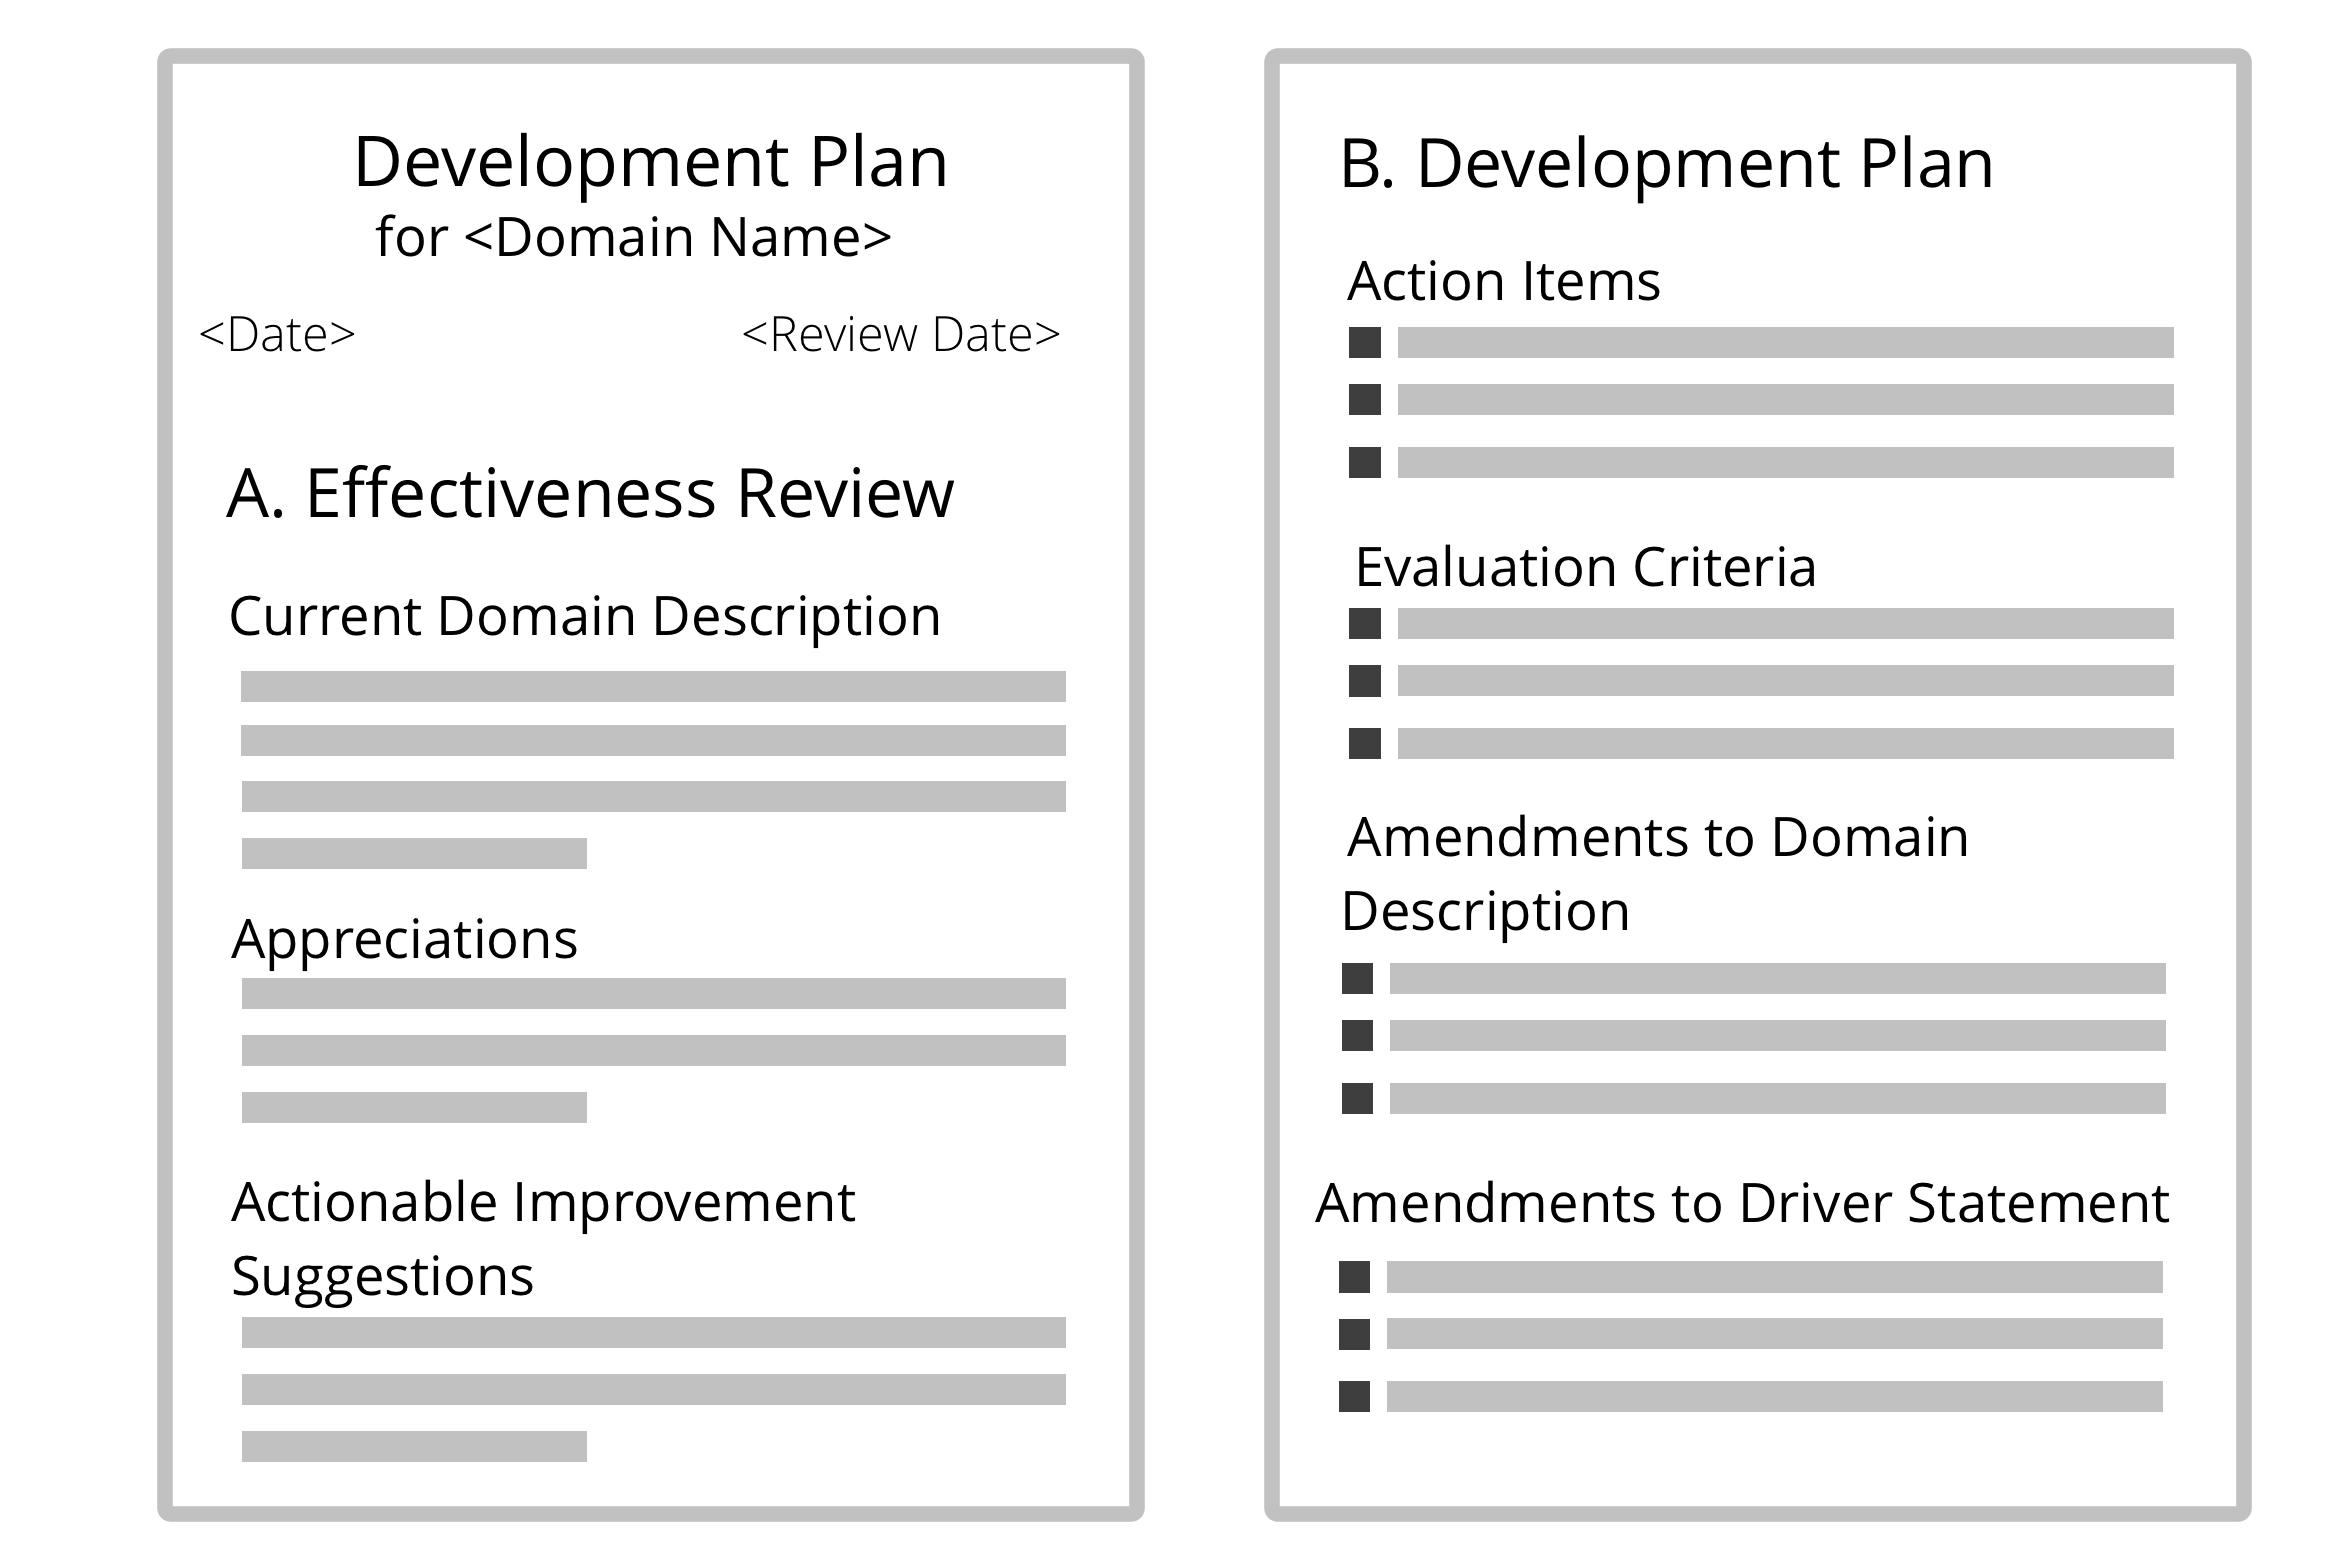 Development Plan
for <Domain Name>
<Date> <Review Date>
A. Effectiveness Review
Current Domain Description
Appreciations
Actionable Improvement
Suggestions
B. Development Plan
Action Items
Evaluation Criteria
Amendments to Domain
Description
Amendments to Driver Statement